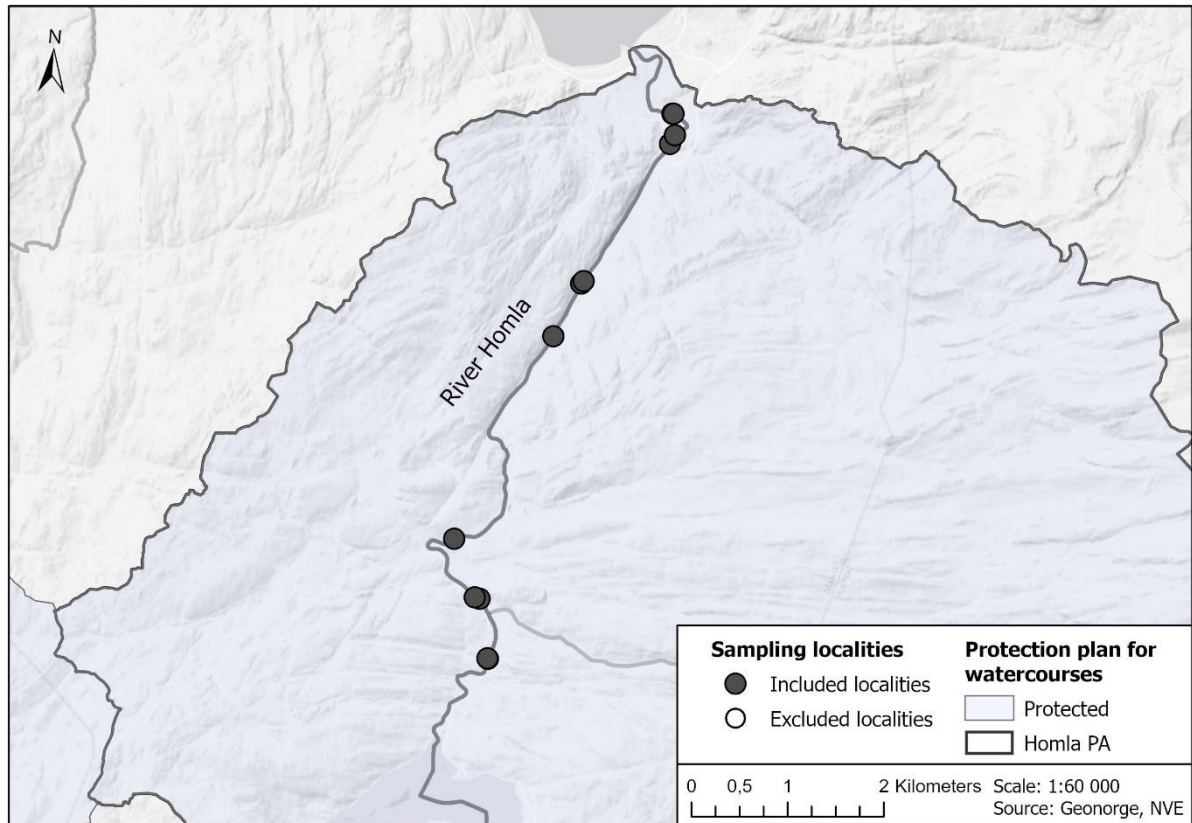 N
River Homla
Sampling localities
Included localities
Excluded localities
Protection plan for
watercourses
Protected
Homla PA
0 0,5 1 2 Kilometers
Scale: 1:60 000
Source: Geonorge, NVE